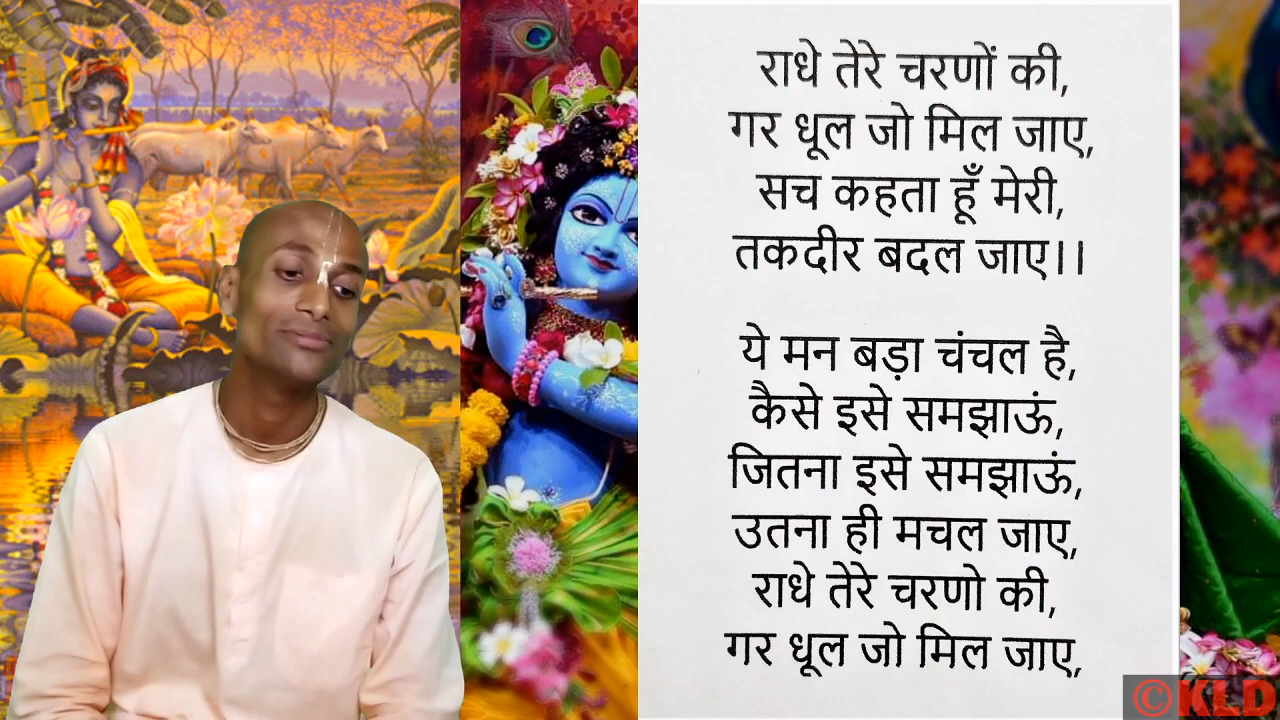 राधे तेरे चरणों की,
गर धूल जो मिल जाए,
सच कहता हूँ मेरी,
तकदीर बदल जाए।।
ये मन बड़ा चंचल है,
कैसे इसे समझाऊं,
जितना इसे समझाऊं,
उतना ही मचल जाए,
राधे तेरे चरणो की,
गर धूल जो मिल जाए,
©KLD